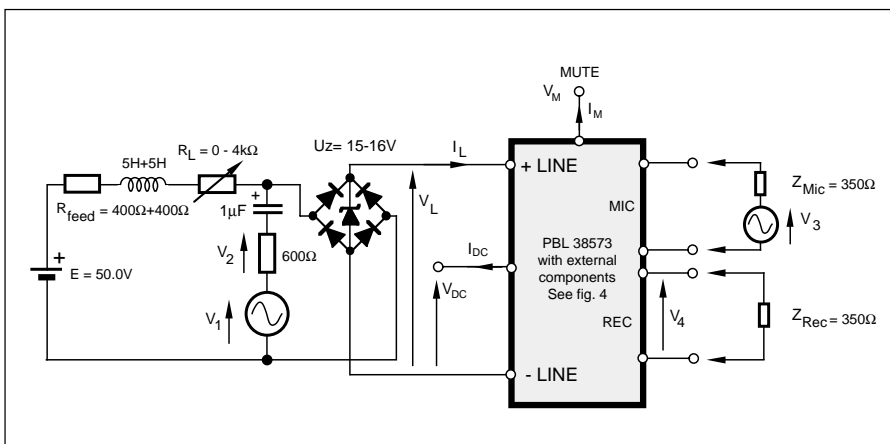 MUTE
V_M
I_M
R_L = 0 - 4kΩ
5H+5H
Uz= 15-16V
I_L
+ LINE
R_feed = 400Ω+400Ω
+
1µF
V_L
MIC
Z_Mic = 350Ω
V_3
V_2
600Ω
I_DC
PBL 38573
with external
components
See fig. 4
+
E = 50.0V
V_DC
V_1
REC
V_4
Z_Rec = 350Ω
- LINE